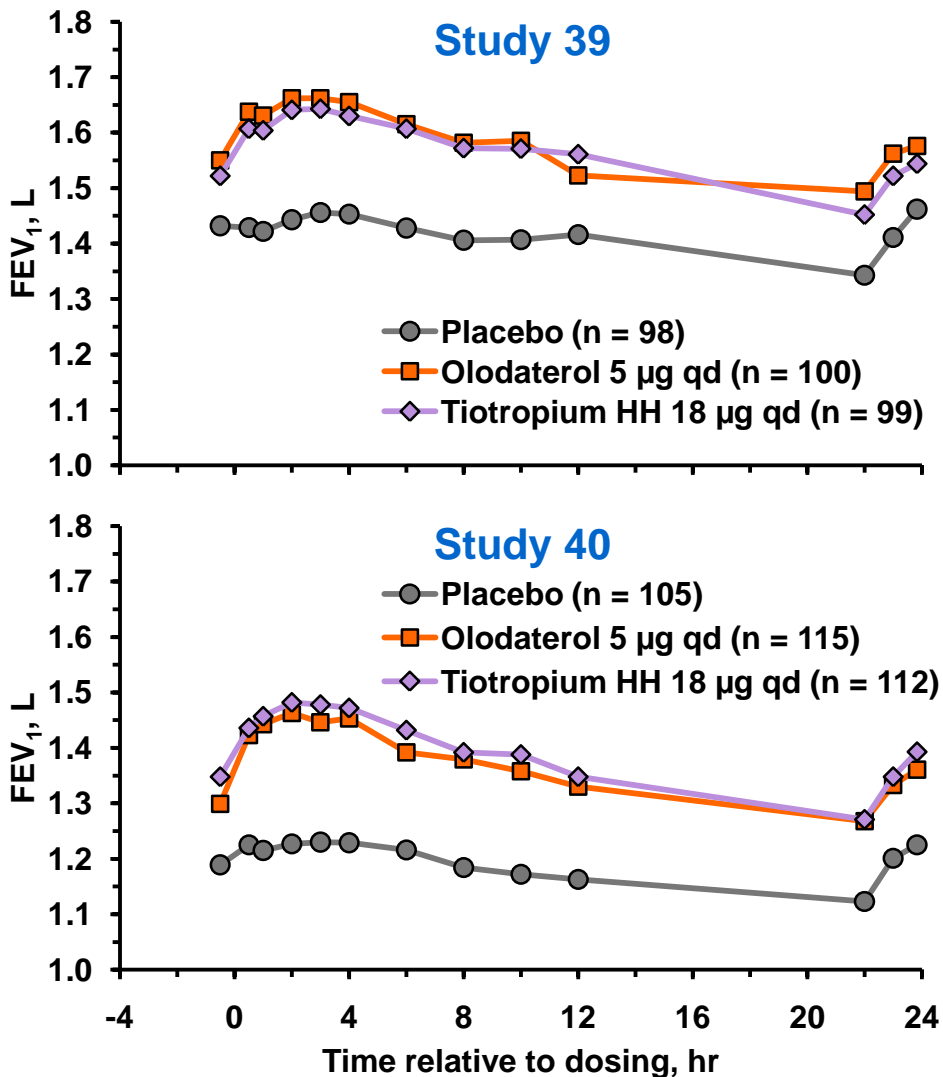 Study 39
1.8
1.7
1.6
1.5
1.4
1.3
1.2
1.1
1.0
FEV₁, L
Placebo (n = 98)
Olodaterol 5 µg qd (n = 100)
Tiotropium HH 18 µg qd (n = 99)
Study 40
1.8
1.7
1.6
1.5
1.4
1.3
1.2
1.1
1.0
FEV₁, L
Placebo (n = 105)
Olodaterol 5 µg qd (n = 115)
Tiotropium HH 18 µg qd (n = 112)
-4 0 4 8 12 16 20 24
Time relative to dosing, hr